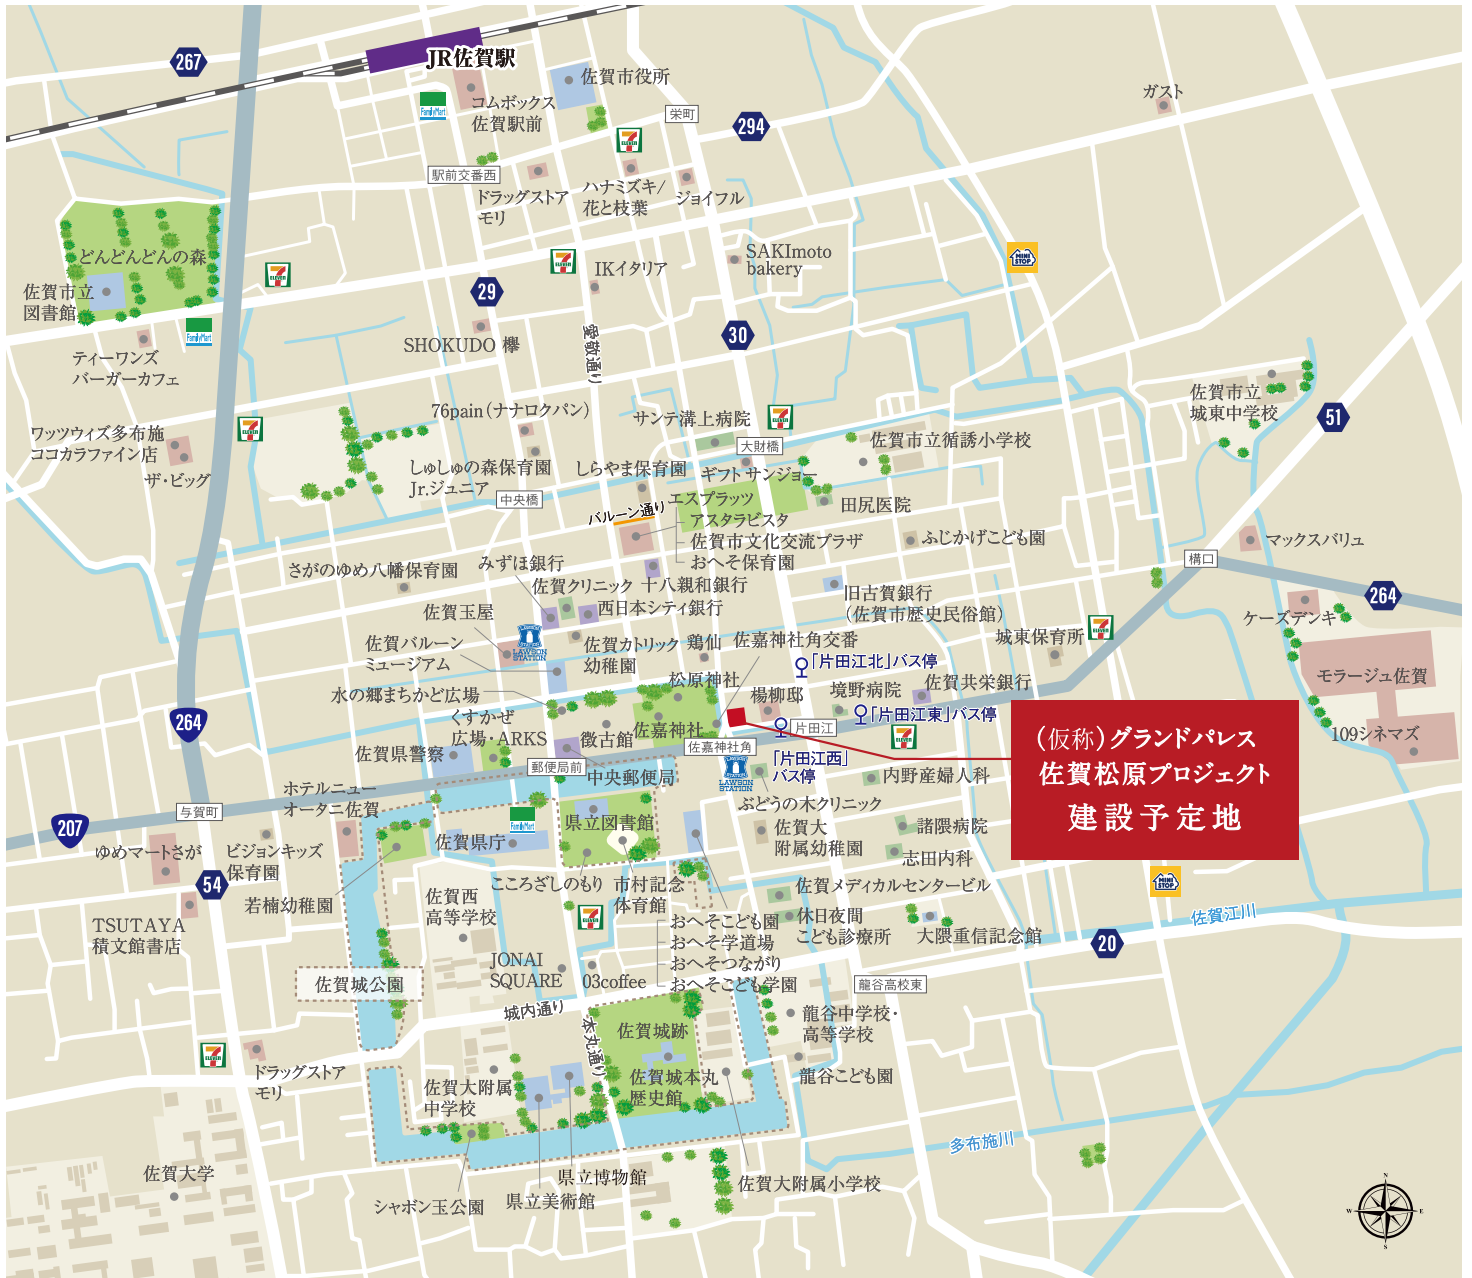 267
JR佐賀駅
佐賀市役所
コムボックス
佐賀駅前
FamilyMart
栄町
294
ガスト
7
ELEVEN
駅前交番西
ドラッグストア
モリ
ハナミズキ/
花と枝葉
ジョイフル
どんどんどんの森
佐賀市立
図書館
7
ELEVEN
FamilyMart
7
ELEVEN
IKイタリア
SAKImoto
bakery
MINI
STOP
29
30
SHOKUDO 欅
愛敬通り
ティーワンズ
バーガーカフェ
佐賀市立
城東中学校
51
76pain(ナナロクパン)
サンテ溝上病院
7
ELEVEN
大財橋
佐賀市立循誘小学校
7
ELEVEN
ワッツウィズ多布施
ココカラファイン店
ザ・ビッグ
しゅしゅの森保育園
Jr.ジュニア
しらやま保育園
ギフト サンジョー
中央橋
バルーン通り
エスプラッツ
アスタラビスタ
佐賀市文化交流プラザ
おへそ保育園
田尻医院
ふじかげこども園
マックスバリュ
構口
264
みずほ銀行
さがのゆめ八幡保育園
佐賀クリニック
十八親和銀行
西日本シティ銀行
旧古賀銀行
(佐賀市歴史民俗館)
ケーズデンキ
佐賀玉屋
LAWSON
STATION
佐賀バルーン
ミュージアム
佐賀カトリック
幼稚園
鶏仙
佐嘉神社角交番
城東保育所
7
ELEVEN
「片田江北」バス停
モラージュ佐賀
水の郷まちかど広場
松原神社
楊柳邸
境野病院
佐賀共栄銀行
264
くすかぜ
広場・ARKS
徴古館
佐嘉神社
片田江
「片田江東」バス停
7
ELEVEN
109シネマズ
佐賀県警察
郵便局前
中央郵便局
佐嘉神社角
LAWSON
STATION
「片田江西」
バス停
内野産婦人科
(仮称)グランドパレス
佐賀松原プロジェクト
建設予定地
ホテルニュー
オータニ佐賀
与賀町
207
FamilyMart
県立図書館
ぶどうの木クリニック
佐賀大
附属幼稚園
諸隈病院
志田内科
佐賀県庁
ゆめマートさが
ビジョンキッズ
保育園
54
若楠幼稚園
こころざしのもり
市村記念
体育館
佐賀メディカルセンタービル
MINI
STOP
佐賀西
高等学校
7
ELEVEN
おへそこども園
おへそ学道場
おへそつながり
おへそこども学園
休日夜間
こども診療所
大隈重信記念館
佐賀江川
20
TSUTAYA
積文館書店
JONAI
SQUARE
03coffee
佐賀城公園
龍谷高校東
城内通り
本丸通り
佐賀城跡
龍谷中学校・
高等学校
7
ELEVEN
ドラッグストア
モリ
佐賀大附属
中学校
佐賀城本丸
歴史館
龍谷こども園
多布施川
佐賀大学
シャボン玉公園
県立美術館
県立博物館
佐賀大附属小学校
N
W
E
S